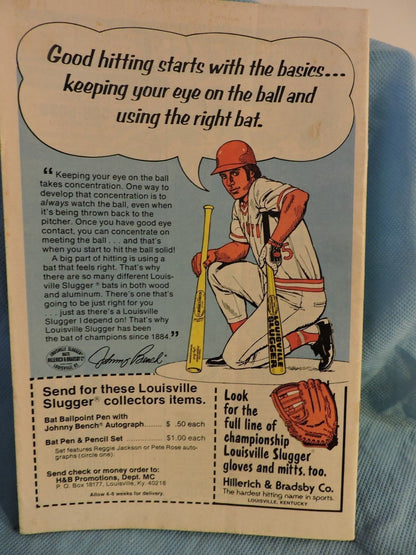 Good hitting starts with the basics...
keeping your eye on the ball and
using the right bat.
“ Keeping your eye on the ball
takes concentration. One way to
develop that concentration is to
always watch the ball, even when
it's being thrown back to the
pitcher. Once you have good eye
contact, you can concentrate on
meeting the ball . . . and that's
when you start to hit the ball solid!
A big part of hitting is using a
bat that feels right. That's why
there are so many different Louis-
ville Slugger® bats in both wood
and aluminum. There's one that's
going to be just right for you
. . . just as there's a Louisville
Slugger I depend on! That's why
Louisville Slugger has been
the bat of champions since 1884.”
LOUISVILLE SLUGGER
HILLERICH & BRADSBY Co
LOUISVILLE, KY.
Johnny Bench
5
LOUISVILLE
SLUGGER
Send for these Louisville
Slugger® collectors items.
Bat Ballpoint Pen with
Johnny Bench® Autograph........ $ .50 each
Bat Pen & Pencil Set ............ $1.00 each
Set features Reggie Jackson or Pete Rose auto-
graphs (circle one).
Send check or money order to:
H&B Promotions, Dept. MC
P. O. Box 18177, Louisville, Ky. 40218
Allow 4-6 weeks for delivery.
Look
for the
full line of
championship
Louisville Slugger®
gloves and mitts, too.
Hillerich & Bradsby Co.
The hardest hitting name in sports.
LOUISVILLE, KENTUCKY